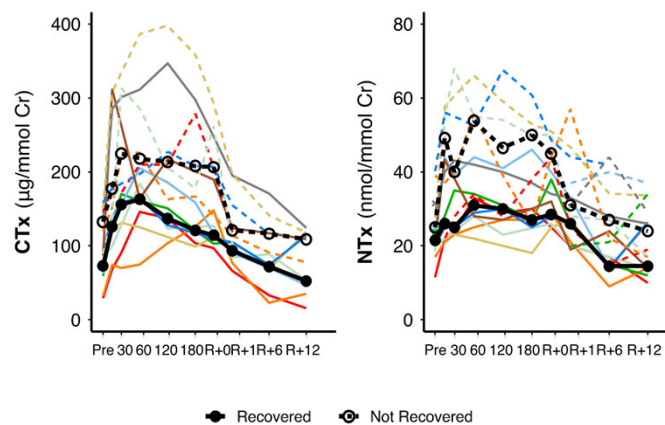 400
300
200
100
0
CTx (µg/mmol Cr)
Pre 30 60 120 180 R+0 R+1 R+6 R+12
80
60
40
20
0
NTx (nmol/mmol Cr)
Pre 30 60 120 180 R+0 R+1 R+6 R+12
Recovered Not Recovered